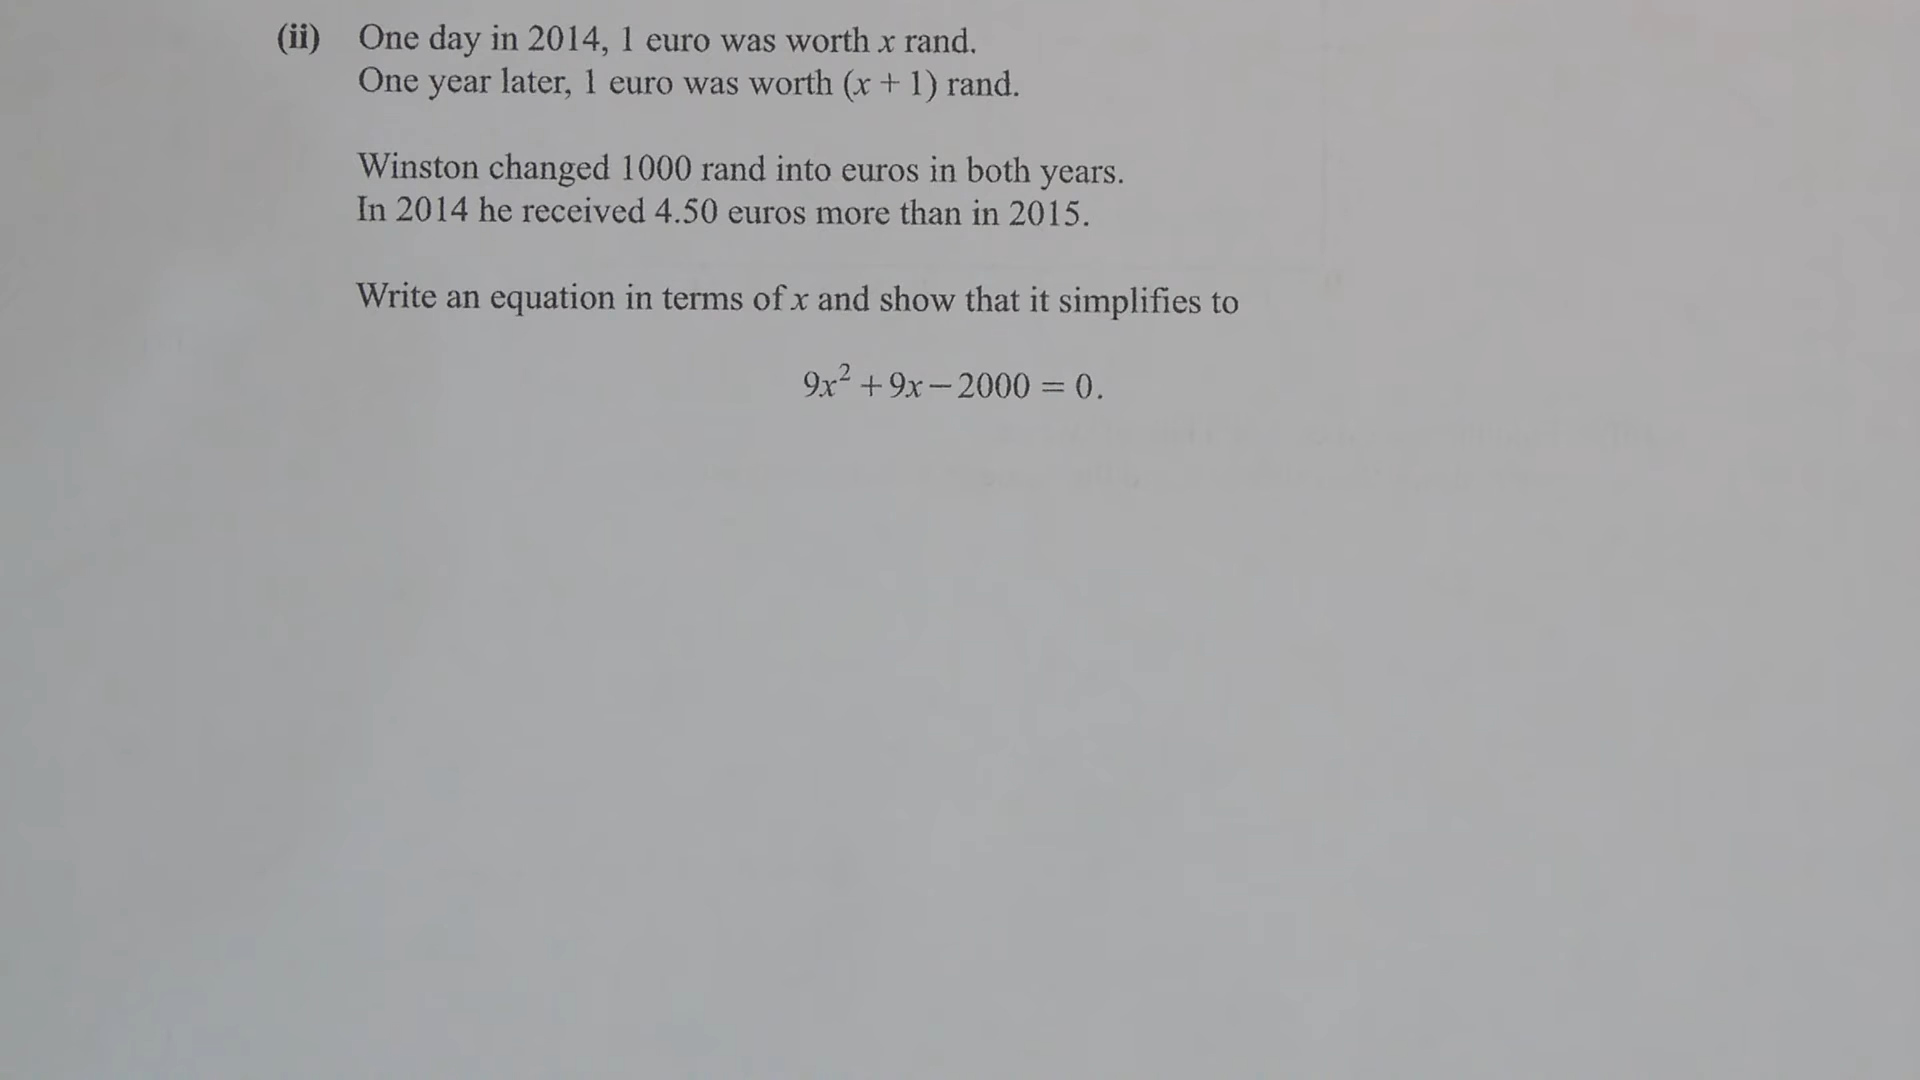 (ii) One day in 2014, 1 euro was worth x rand.
One year later, 1 euro was worth (x + 1) rand.
Winston changed 1000 rand into euros in both years.
In 2014 he received 4.50 euros more than in 2015.
Write an equation in terms of x and show that it simplifies to
9x² + 9x – 2000 = 0.